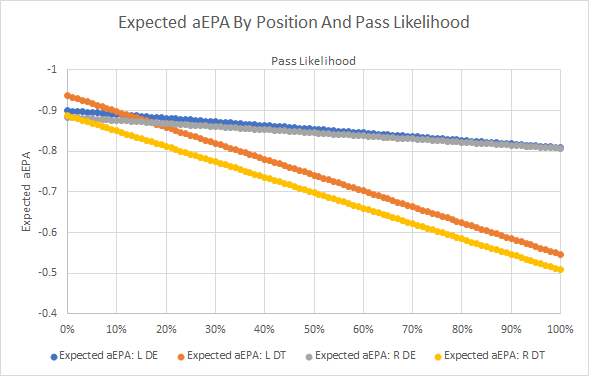 Expected aEPA By Position And Pass Likelihood
Pass Likelihood
Expected aEPA
-1
-0.9
-0.8
-0.7
-0.6
-0.5
-0.4
0% 10% 20% 30% 40% 50% 60% 70% 80% 90% 100%
Expected aEPA: L DE Expected aEPA: L DT Expected aEPA: R DE Expected aEPA: R DT